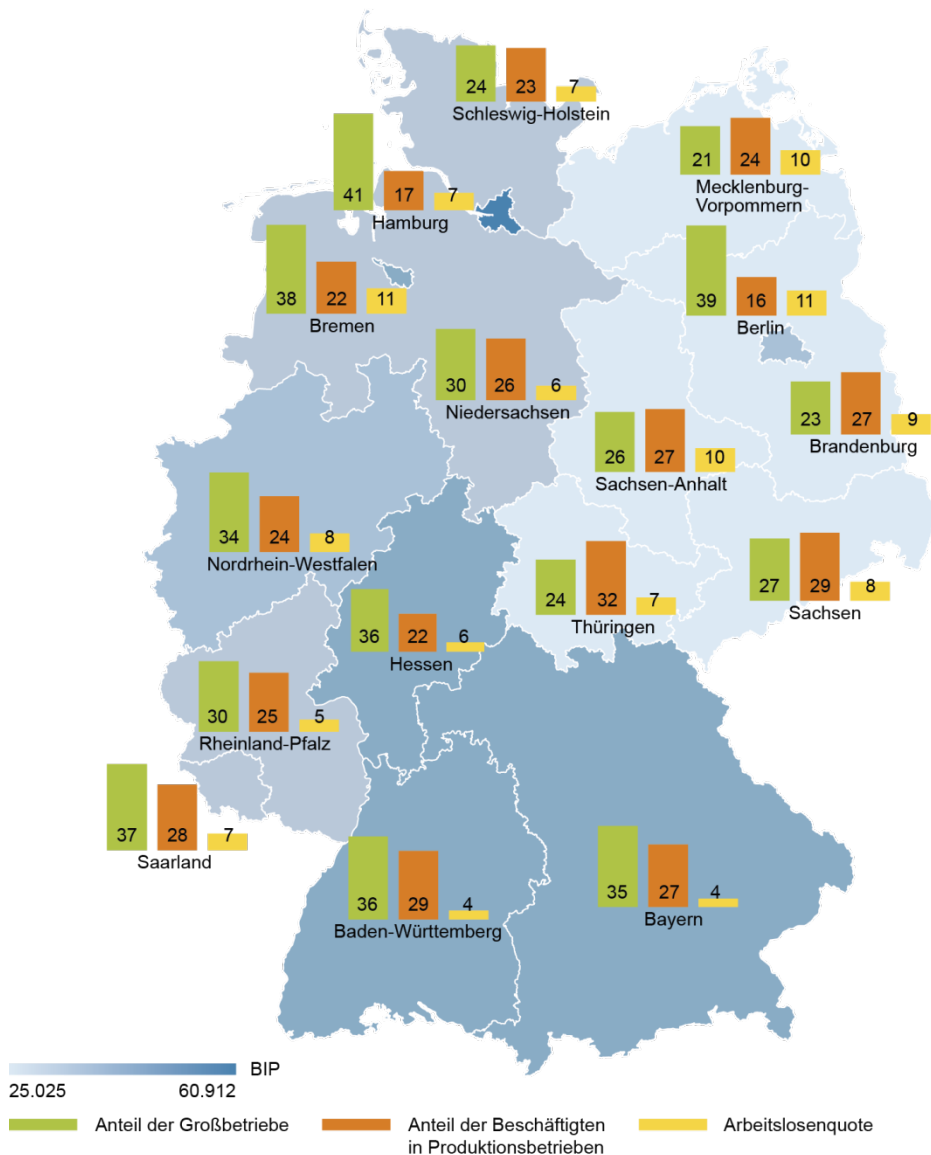 24 23 7
Schleswig-Holstein
21 24 10
Mecklenburg-
Vorpommern
41 17 7
Hamburg
38 22 11
Bremen
39 16 11
Berlin
30 26 6
Niedersachsen
23 27 9
Brandenburg
26 27 10
Sachsen-Anhalt
34 24 8
Nordrhein-Westfalen
27 29 8
Sachsen
24 32 7
Thüringen
36 22 6
Hessen
30 25 5
Rheinland-Pfalz
37 28 7
Saarland
36 29 4
Baden-Württemberg
35 27 4
Bayern
BIP
25.025 60.912
Anteil der Großbetriebe
Anteil der Beschäftigten
in Produktionsbetrieben
Arbeitslosenquote